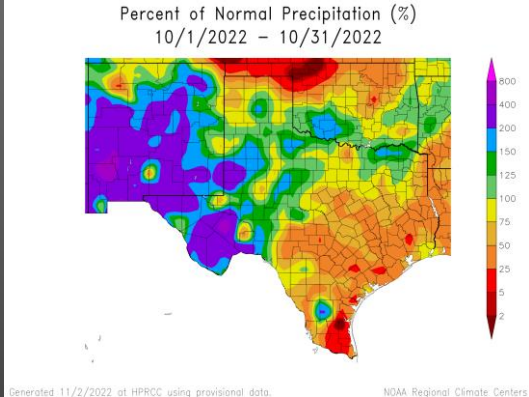 Percent of Normal Precipitation (%)
10/1/2022 – 10/31/2022
800
400
200
150
125
100
75
50
25
5
2
Generated 11/2/2022 at HPRCC using provisional data.
NOAA Regional Climate Centers